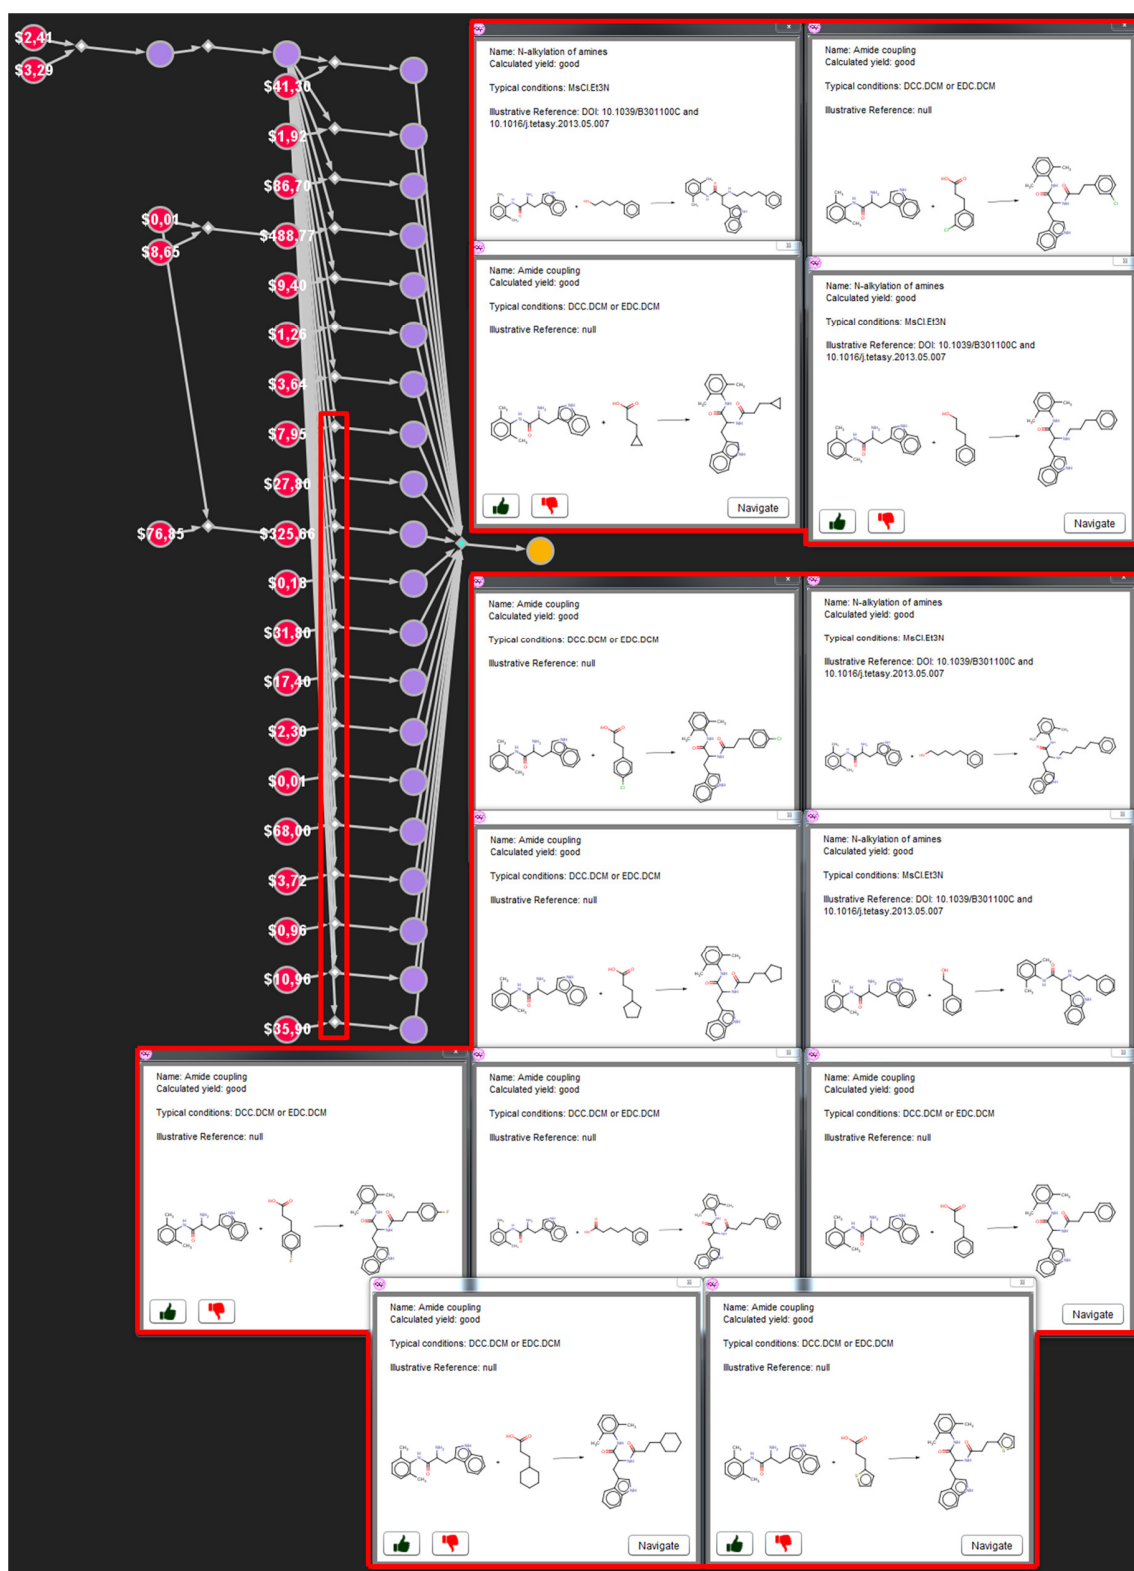 $2,41
$3,29
$41,30
$1,92
$86,70
$0,01
$8,65
$488,77
$9,40
$1,26
$3,64
$7,95
$27,80
$76,85
$325,66
$0,18
$31,80
$17,40
$2,30
$0,01
$68,00
$3,72
$0,96
$10,96
$35,90
Name: N-alkylation of amines
Calculated yield: good
Typical conditions: MsCl.Et3N
Illustrative Reference: DOI: 10.1039/B301100C and
10.1016/j.tetasy.2013.05.007
Name: Amide coupling
Calculated yield: good
Typical conditions: DCC.DCM or EDC.DCM
Illustrative Reference: null
Name: Amide coupling
Calculated yield: good
Typical conditions: DCC.DCM or EDC.DCM
Illustrative Reference: null
Navigate
Name: N-alkylation of amines
Calculated yield: good
Typical conditions: MsCl.Et3N
Illustrative Reference: DOI: 10.1039/B301100C and
10.1016/j.tetasy.2013.05.007
Navigate
Name: Amide coupling
Calculated yield: good
Typical conditions: DCC.DCM or EDC.DCM
Illustrative Reference: null
Name: N-alkylation of amines
Calculated yield: good
Typical conditions: MsCl.Et3N
Illustrative Reference: DOI: 10.1039/B301100C and
10.1016/j.tetasy.2013.05.007
Name: Amide coupling
Calculated yield: good
Typical conditions: DCC.DCM or EDC.DCM
Illustrative Reference: null
Name: N-alkylation of amines
Calculated yield: good
Typical conditions: MsCl.Et3N
Illustrative Reference: DOI: 10.1039/B301100C and
10.1016/j.tetasy.2013.05.007
Name: Amide coupling
Calculated yield: good
Typical conditions: DCC.DCM or EDC.DCM
Illustrative Reference: null
Name: Amide coupling
Calculated yield: good
Typical conditions: DCC.DCM or EDC.DCM
Illustrative Reference: null
Name: Amide coupling
Calculated yield: good
Typical conditions: DCC.DCM or EDC.DCM
Illustrative Reference: null
Navigate
Name: Amide coupling
Calculated yield: good
Typical conditions: DCC.DCM or EDC.DCM
Illustrative Reference: null
Navigate
Name: Amide coupling
Calculated yield: good
Typical conditions: DCC.DCM or EDC.DCM
Illustrative Reference: null
Navigate